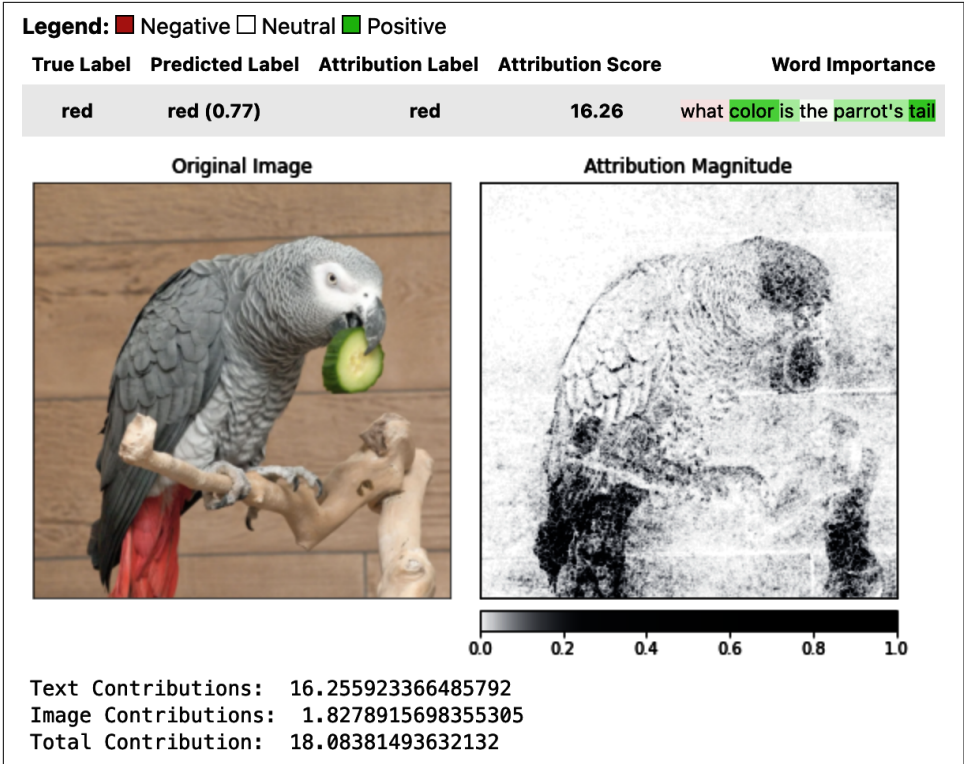 Legend: Negative Neutral Positive
True Label Predicted Label Attribution Label Attribution Score Word Importance
red red (0.77) red 16.26 what color is the parrot's tail
Original Image Attribution Magnitude
0.0 0.2 0.4 0.6 0.8 1.0
Text Contributions: 16.255923366485792
Image Contributions: 1.8278915698355305
Total Contribution: 18.08381493632132